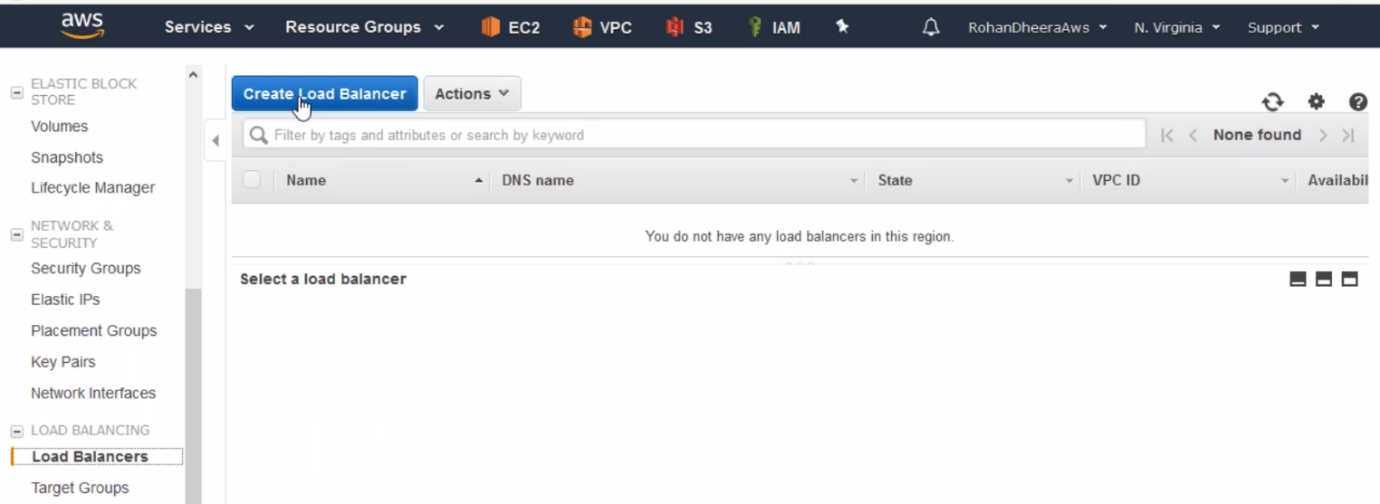 aws Services Resource Groups EC2 VPC S3 IAM RohanDheeraAws N. Virginia Support
ELASTIC BLOCK
STORE
Volumes
Snapshots
Lifecycle Manager
NETWORK &
SECURITY
Security Groups
Elastic IPs
Placement Groups
Key Pairs
Network Interfaces
LOAD BALANCING
Load Balancers
Target Groups
Create Load Balancer Actions
Filter by tags and attributes or search by keyword None found
Name DNS name State VPC ID Availabil
You do not have any load balancers in this region.
Select a load balancer